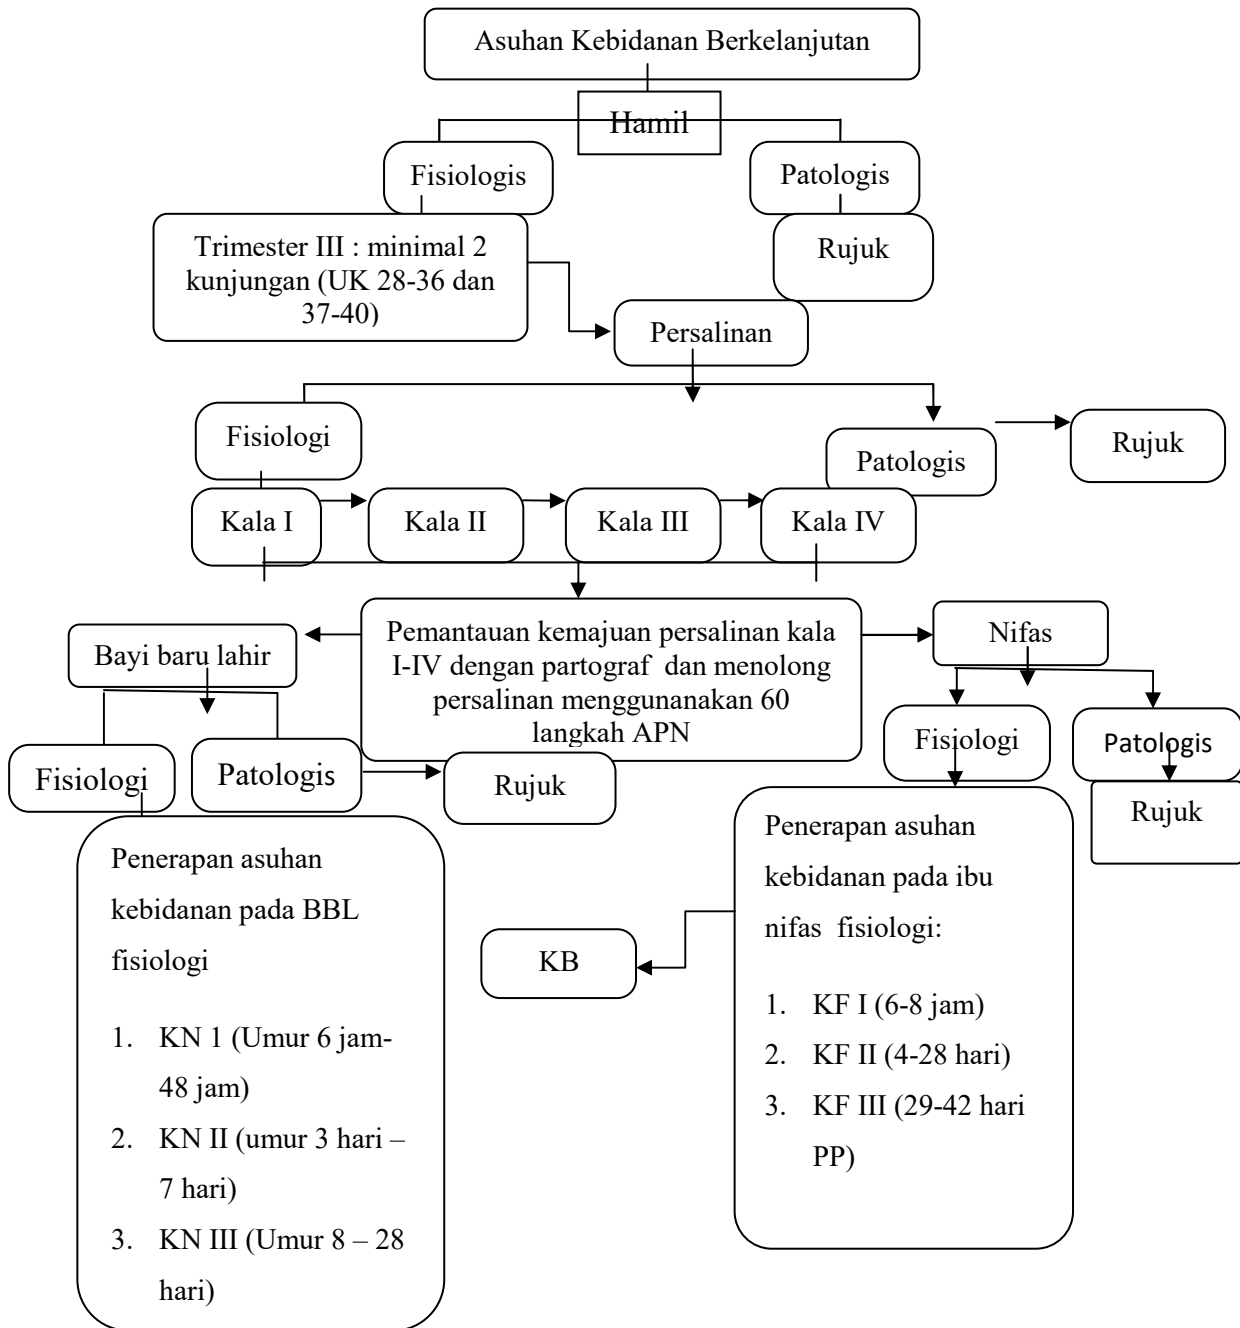 Asuhan Kebidanan Berkelanjutan
Hamil
Fisiologis
Patologis
Trimester III : minimal 2
kunjungan (UK 28-36 dan
37-40)
Rujuk
Persalinan
Fisiologi
Patologis
Rujuk
Kala I
Kala II
Kala III
Kala IV
Bayi baru lahir
Pemantauan kemajuan persalinan kala
I-IV dengan partograf dan menolong
persalinan menggunanakan 60
langkah APN
Nifas
Fisiologi
Patologis
Rujuk
Fisiologi
Patologis
Rujuk
Penerapan asuhan
kebidanan pada BBL
fisiologi
1. KN 1 (Umur 6 jam-
48 jam)
2. KN II (umur 3 hari –
7 hari)
3. KN III (Umur 8 – 28
hari)
KB
Penerapan asuhan
kebidanan pada ibu
nifas fisiologi:
1. KF I (6-8 jam)
2. KF II (4-28 hari)
3. KF III (29-42 hari
PP)